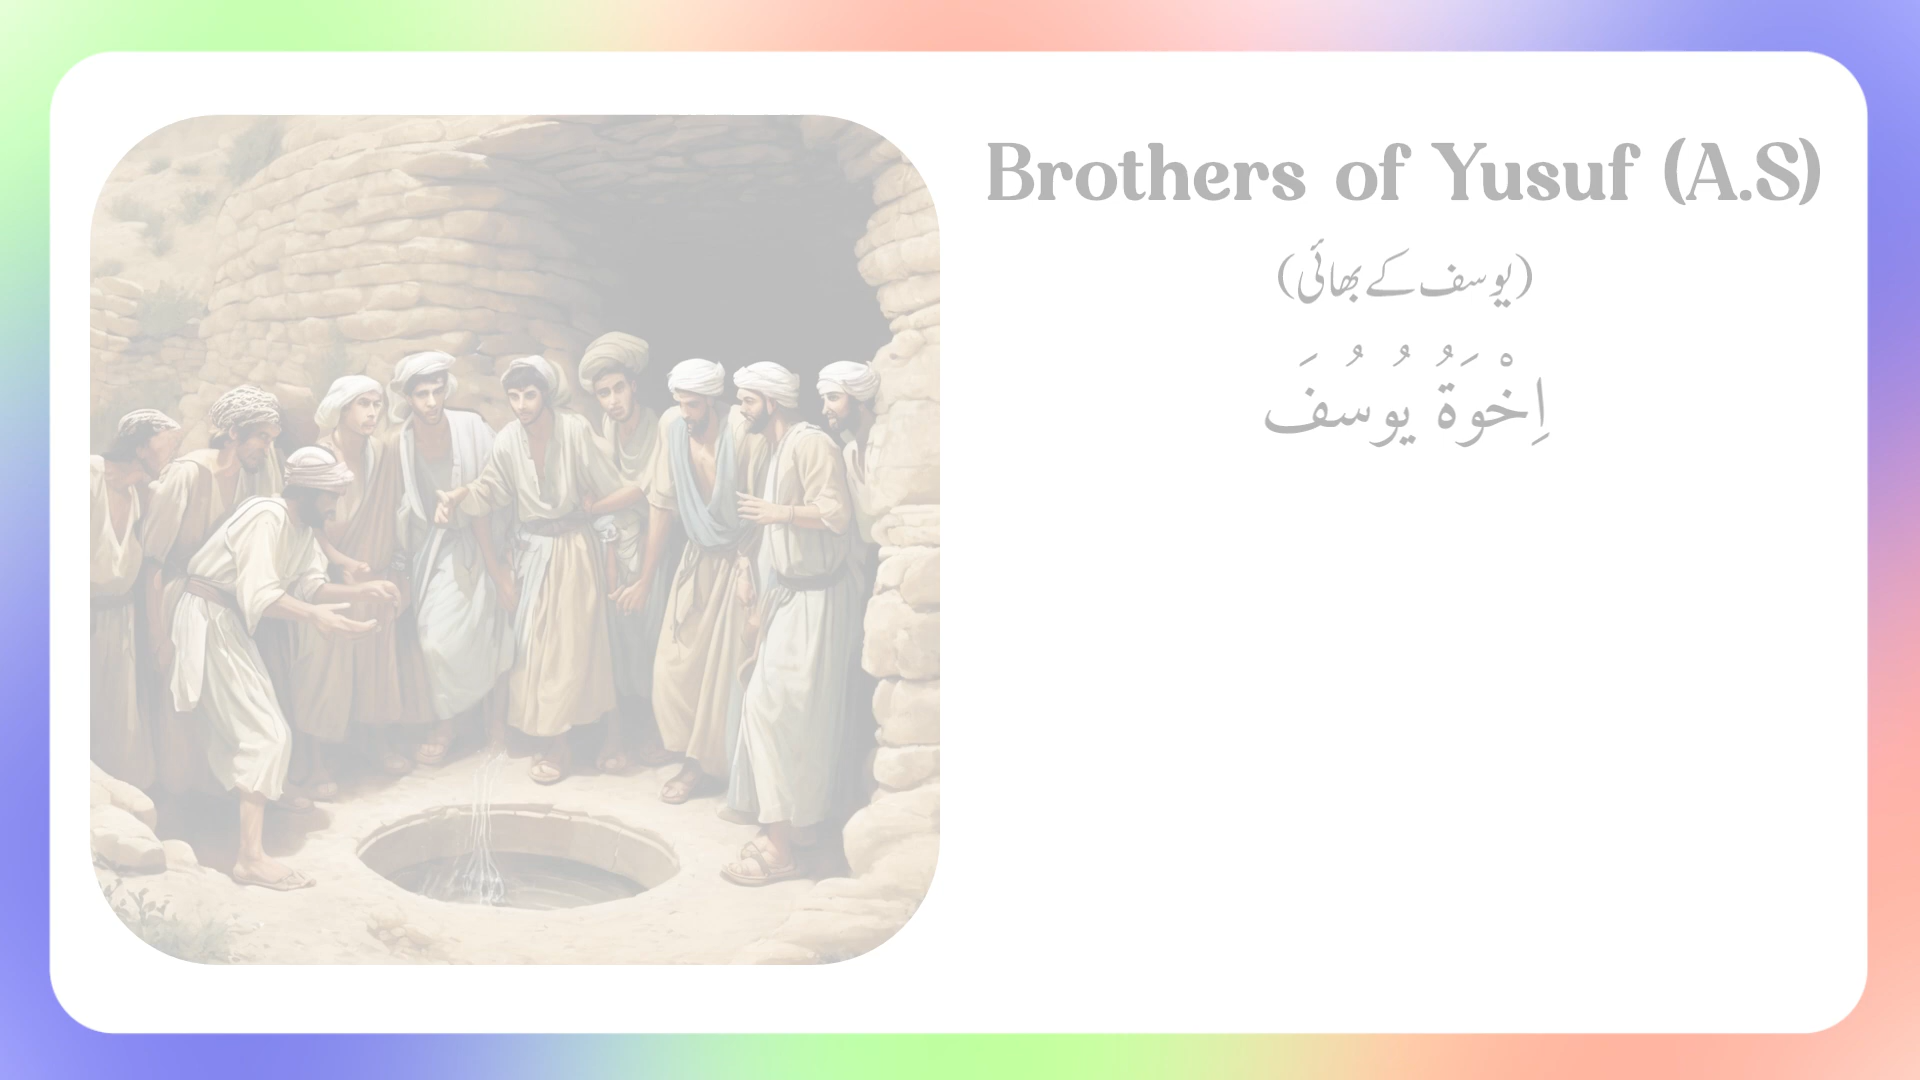 Brothers of Yusuf (A.S)
(یوسف کے بھائی)
اِخْوَةُ يُوسُفَ